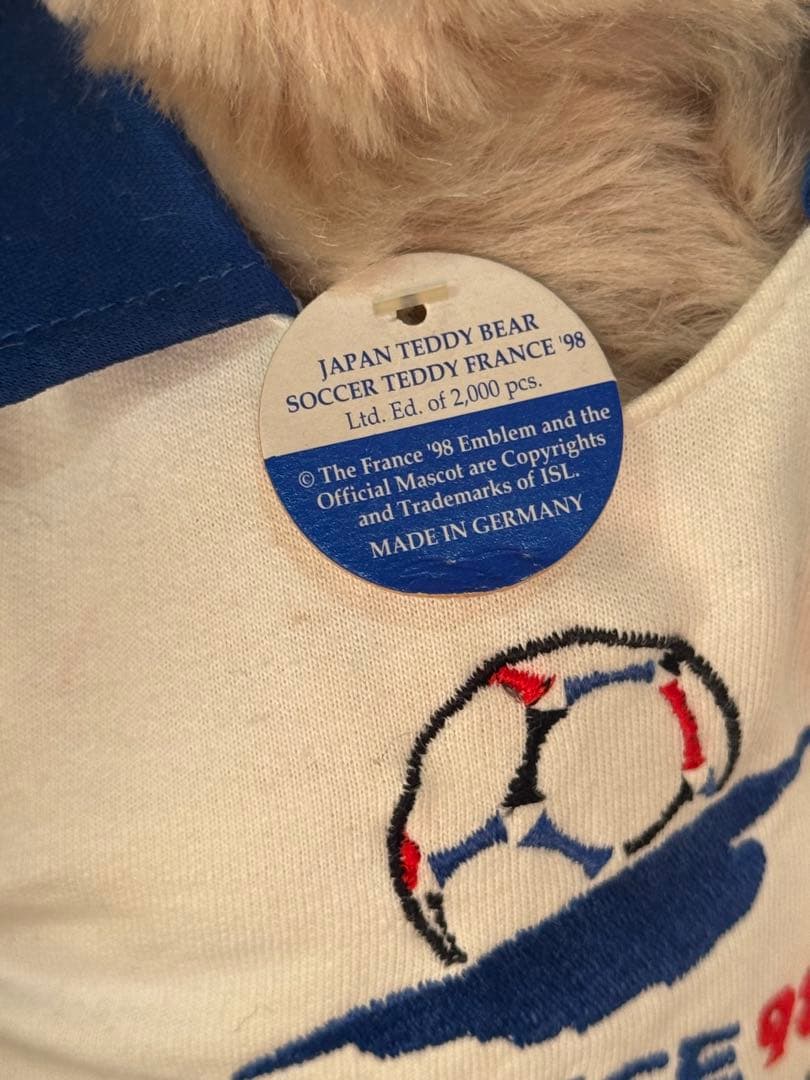 JAPAN TEDDY BEAR
SOCCER TEDDY FRANCE '98
Ltd. Ed. of 2,000 pcs.
© The France '98 Emblem and the
Official Mascot are Copyrights
and Trademarks of ISL.
MADE IN GERMANY